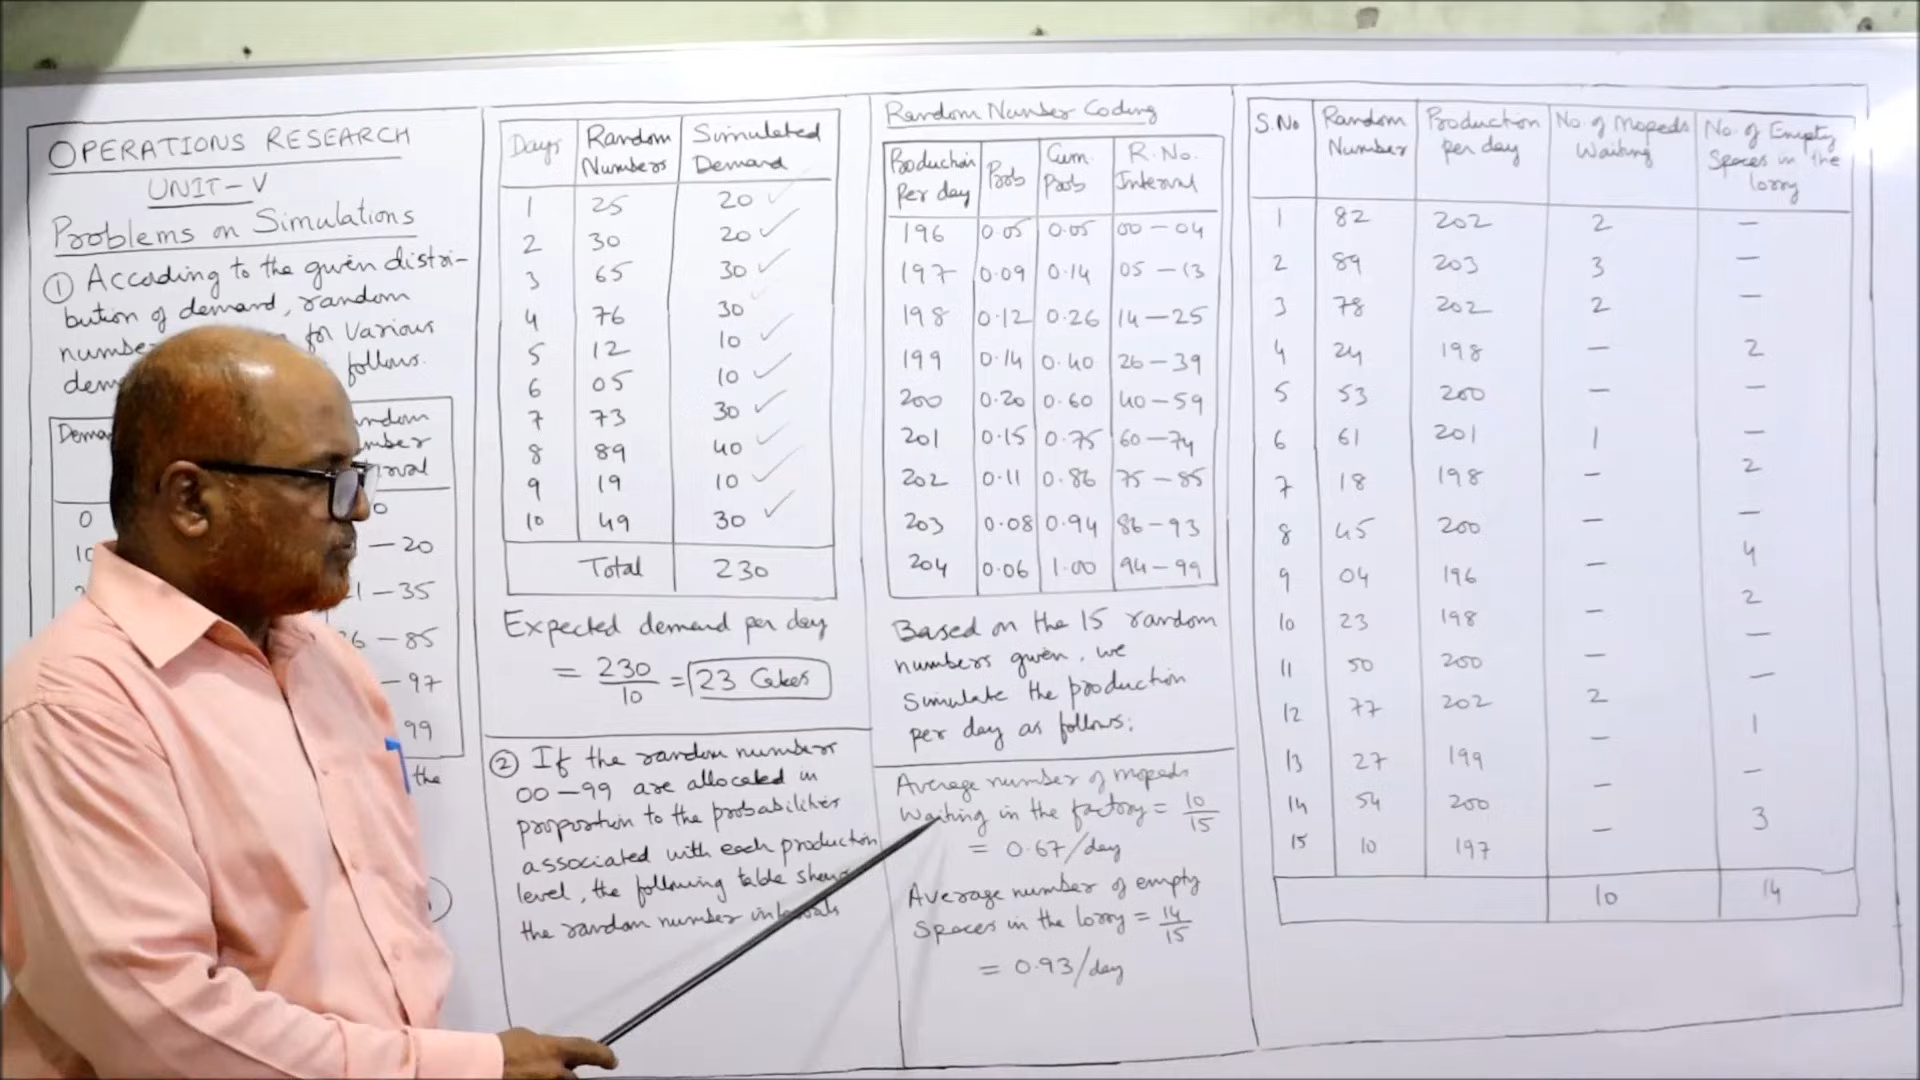 OPERATIONS RESEARCH
UNIT-V
Problems on Simulations
① According to the given distri-
bution of demand, random
for various
follows.
0
10
0
- 20
- 35
- 85
- 97
99
the
Days | Random Numbers | Simulated Demand
1 25 20 ✓
2 30 20 ✓
3 65 30 ✓
4 76 30 ✓
5 12 10 ✓
6 05 10 ✓
7 73 30 ✓
8 89 40 ✓
9 19 10 ✓
10 49 30 ✓
Total 230
Expected demand per day
= 230/10 = 23 Cakes
② If the random numbers
00-99 are allocated in
proportion to the probabilities
associated with each production
level, the following table shows
the random number intervals
Random Number Coding
Production Per day | Prob | Cum. Prob | R. No. Interval
196 0.05 0.05 00-04
197 0.09 0.14 05-13
198 0.12 0.26 14-25
199 0.14 0.40 26-39
200 0.20 0.60 40-59
201 0.15 0.75 60-74
202 0.11 0.86 75-85
203 0.08 0.94 86-93
204 0.06 1.00 94-99
Based on the 15 random
numbers given, we
Simulate the production
per day as follows:
Average number of mopeds
waiting in the factory = 10/15
= 0.67/day
Average number of empty
Spaces in the lorry = 14/15
= 0.93/day
S.No | Random Number | Production per day | No. of Mopeds Waiting | No. of Empty Spaces in the lorry
1 82 202 2 -
2 89 203 3 -
3 78 202 2 -
4 24 198 - 2
5 53 200 - -
6 61 201 1 -
7 18 198 - 2
8 45 200 - -
9 04 196 - 4
10 23 198 - 2
11 50 200 - -
12 77 202 2 -
13 27 199 - 1
14 54 200 - -
15 10 197 - 3
10 14